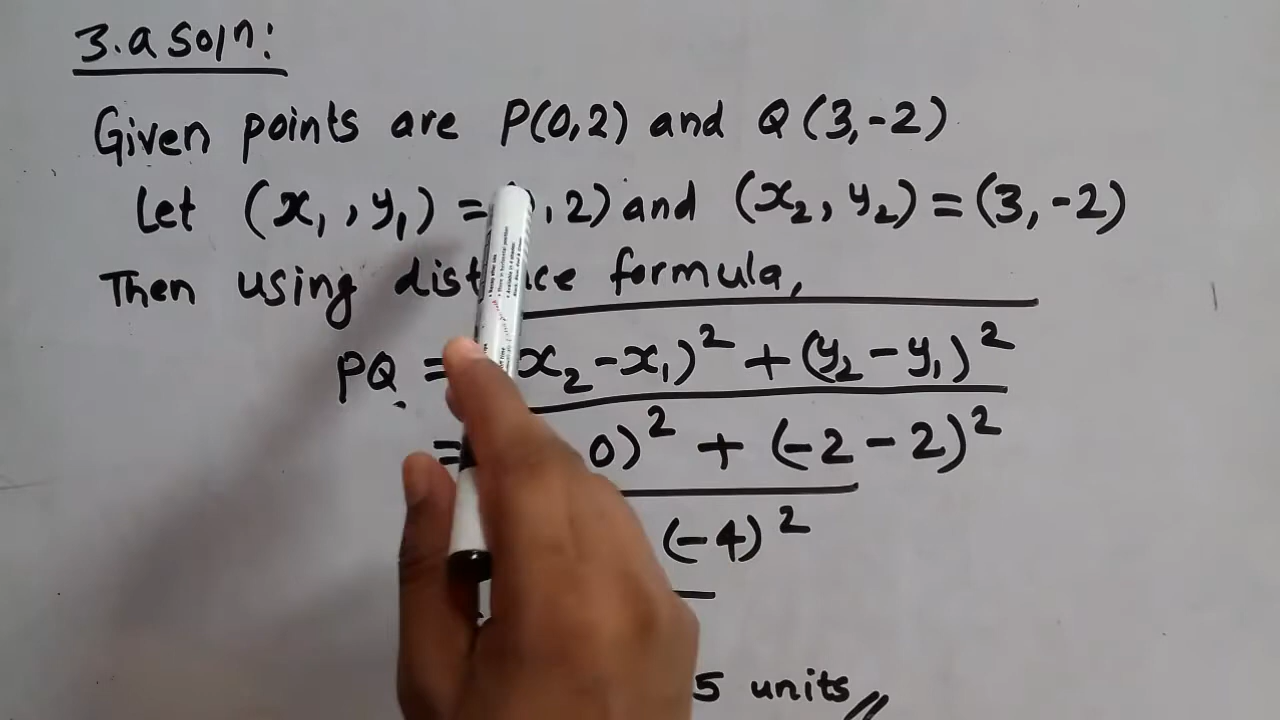 3.a Soln:
Given points are P(0,2) and Q(3,-2)
Let (x₁, y₁) = , 2) and (x₂, y₂) = (3, -2)
Then using formula,
PQ = x₂-x₁)² + (y₂-y₁)²
= 0)² + (-2-2)²
(-4)²
5 units